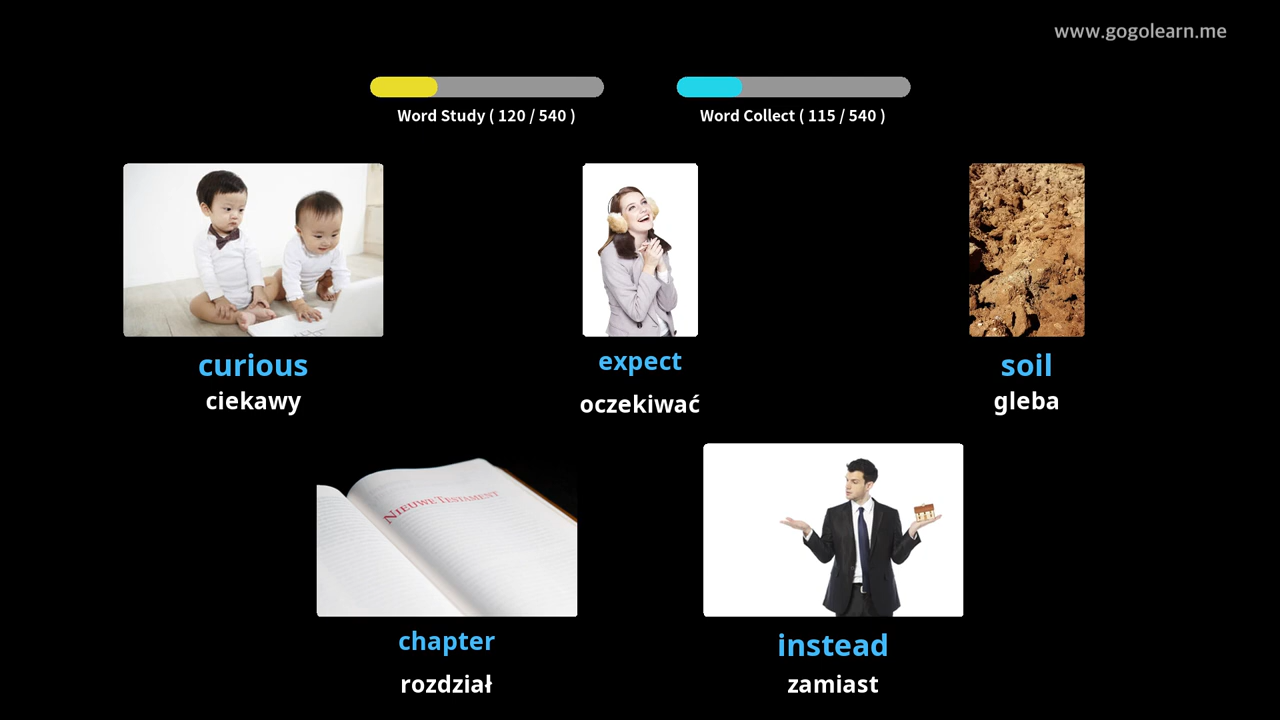 www.gogolearn.me
Word Study ( 120 / 540 )
Word Collect ( 115 / 540 )
curious
ciekawy
expect
oczekiwać
soil
gleba
NIEUWE TESTAMENT
chapter
rozdział
instead
zamiast